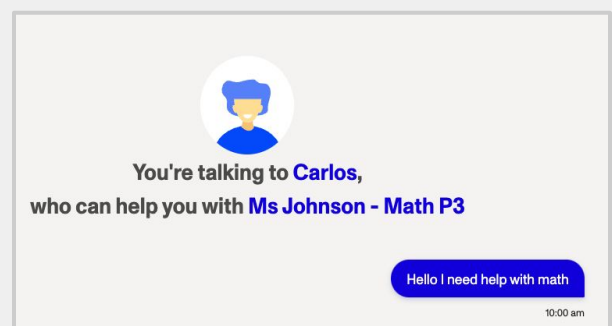 You're talking to Carlos,
who can help you with Ms Johnson - Math P3
Hello I need help with math
10:00 am